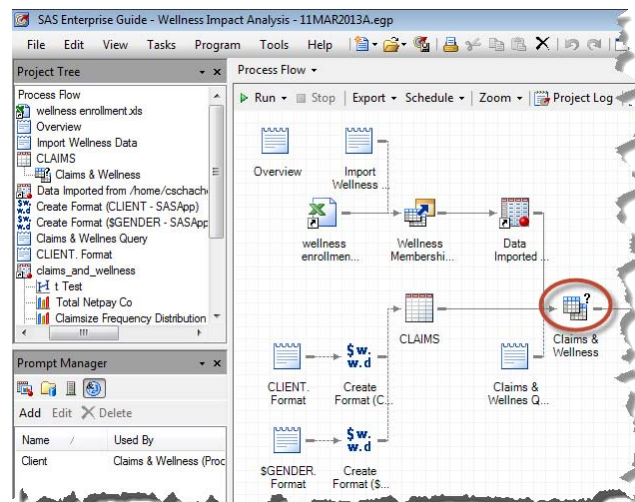 SAS Enterprise Guide - Wellness Impact Analysis - 11MAR2013A.egp
File Edit View Tasks Program Tools Help
Project Tree
Process Flow
wellness enrollment.xls
Overview
Import Wellness Data
CLAIMS
Claims & Wellness
Data Imported from /home/cschach
Create Format (CLIENT - SASApp)
Create Format ($GENDER - SASApp
Claims & Wellnes Query
CLIENT. Format
claims_and_wellness
t Test
Total Netpay Co
Claimsize Frequency Distribution
Prompt Manager
Add Edit Delete
Name Used By
Client Claims & Wellness (Proc
Process Flow
Run Stop Export Schedule Zoom Project Log
Overview
Import
Wellness ...
wellness
enrollmen...
Wellness
Membershi...
Data
Imported ...
CLAIMS
Claims &
Wellness
$w.
w.d
CLIENT.
Format
Create
Format (C...
Claims &
Wellnes Q...
$w.
w.d
$GENDER.
Format
Create
Format ($...